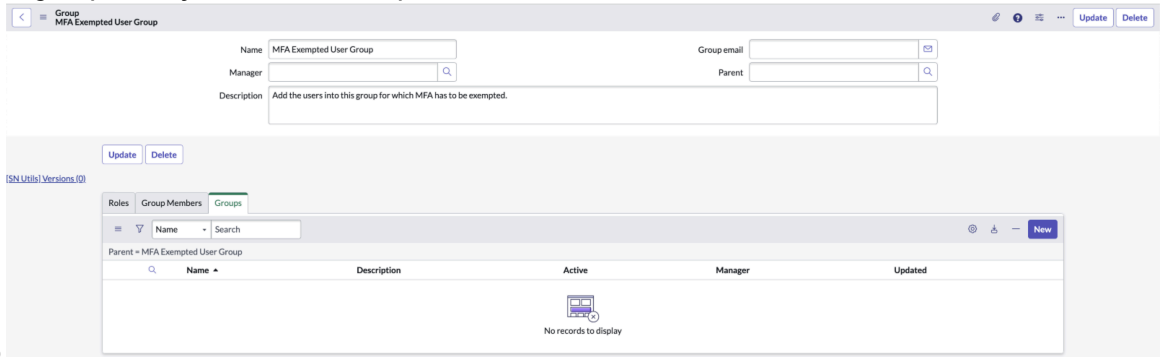 Group
MFA Exempted User Group
Update Delete
Name MFA Exempted User Group Group email
Manager Parent
Description Add the users into this group for which MFA has to be exempted.
Update Delete
[SN Utils] Versions (0)
Roles Group Members Groups
Name Search New
Parent = MFA Exempted User Group
Name Description Active Manager Updated
No records to display